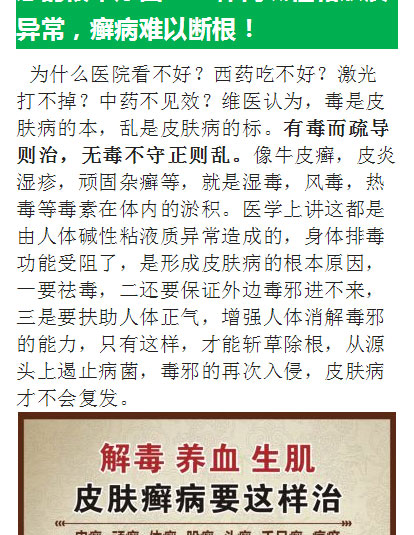 异常，癣病难以断根！
为什么医院看不好？西药吃不好？激光
打不掉？中药不见效？维医认为，毒是皮
肤病的本，乱是皮肤病的标。有毒而疏导
则治，无毒不守正则乱。像牛皮癣，皮炎
湿疹，顽固杂癣等，就是湿毒，风毒，热
毒等毒素在体内的淤积。医学上讲这都是
由人体碱性粘液质异常造成的，身体排毒
功能受阻了，是形成皮肤病的根本原因，
一要祛毒，二还要保证外边毒邪进不来，
三是要扶助人体正气，增强人体消解毒邪
的能力，只有这样，才能斩草除根，从源
头上遏止病菌，毒邪的再次入侵，皮肤病
才不会复发。
解毒 养血 生肌
皮肤癣病要这样治